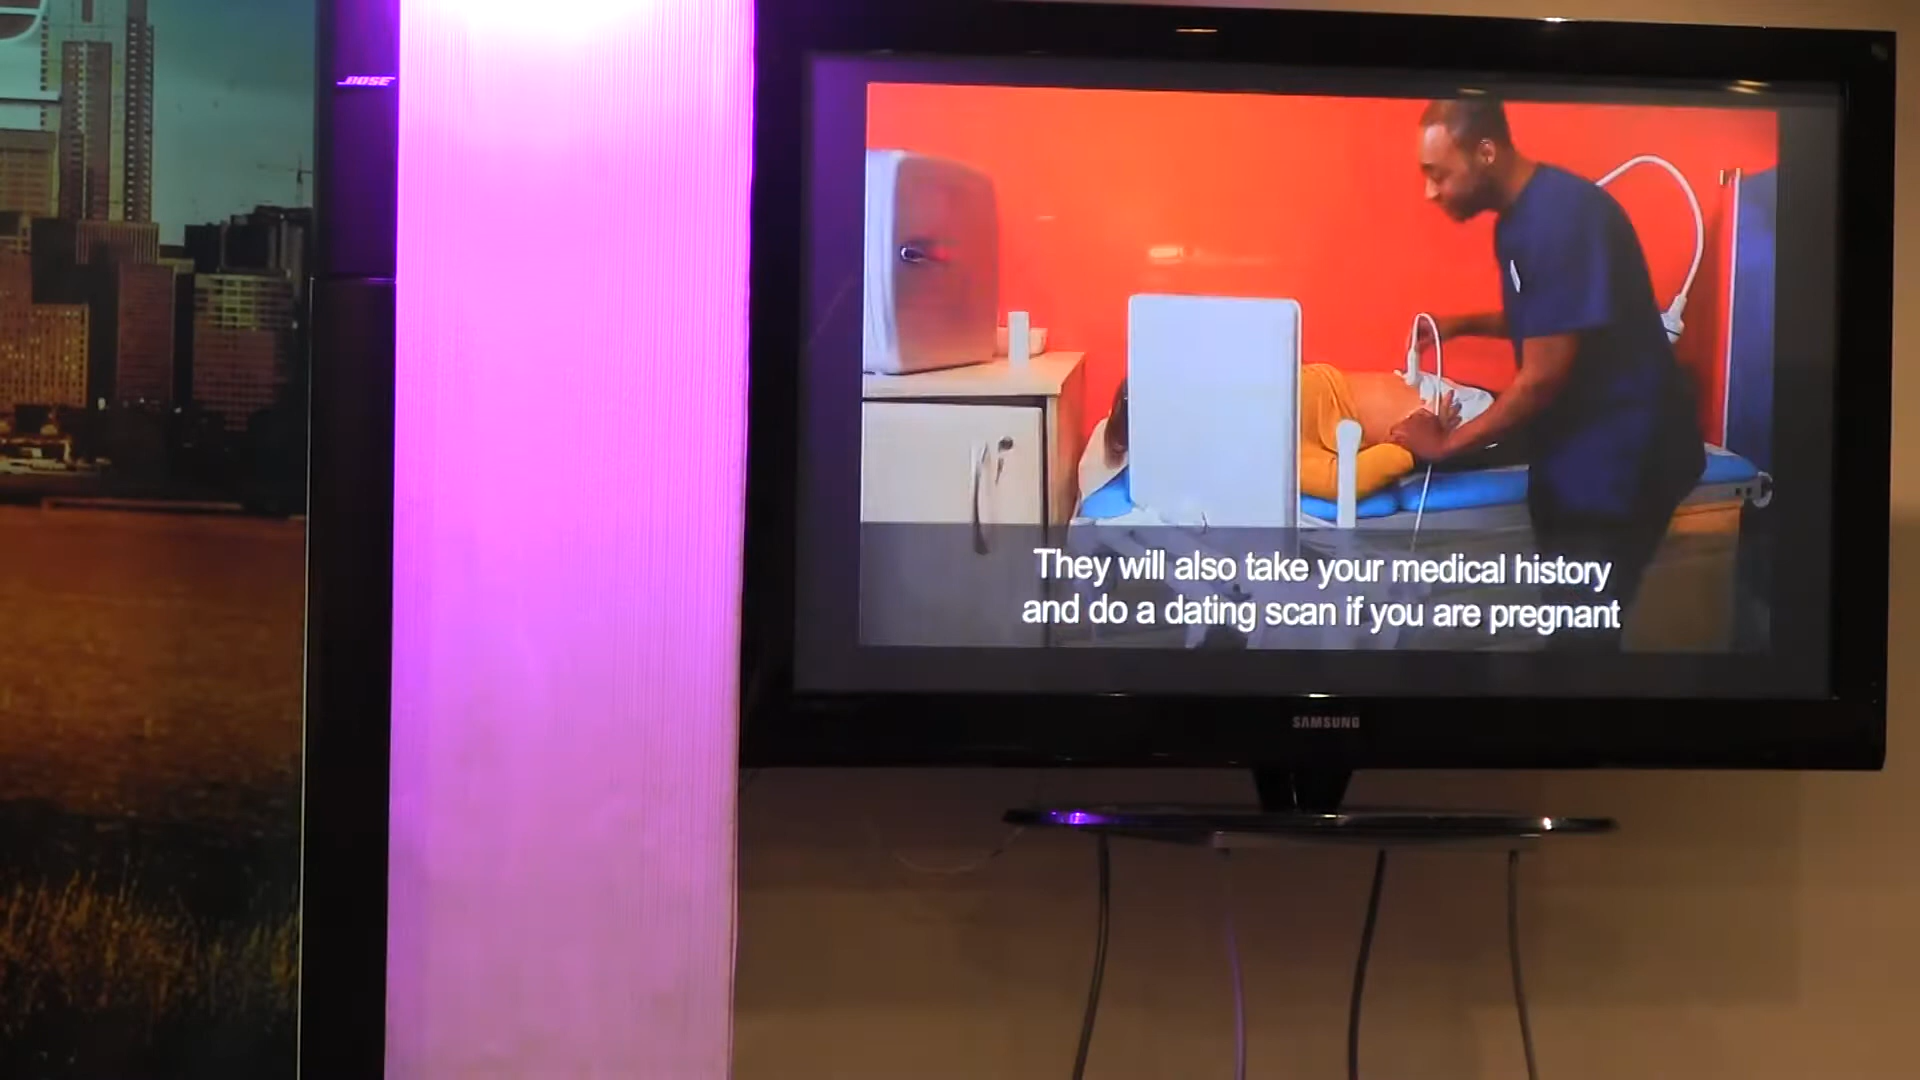 BOSE
They will also take your medical history
and do a dating scan if you are pregnant
SAMSUNG